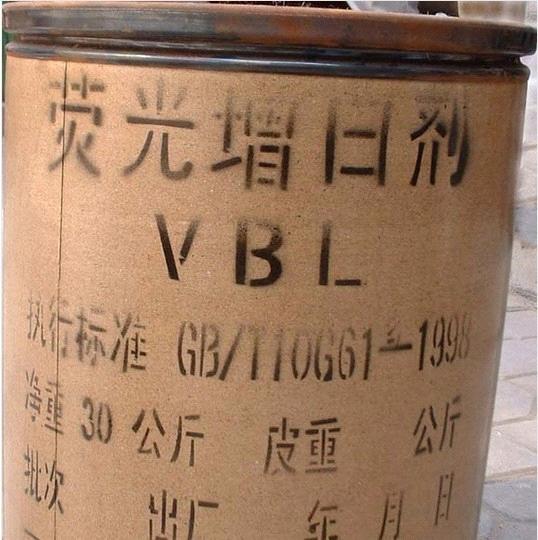 荧光增白剂
VBL
执行标准 GB/T10661-1998
净重 30 公斤 皮重 公斤
批次 出厂 年 月 日